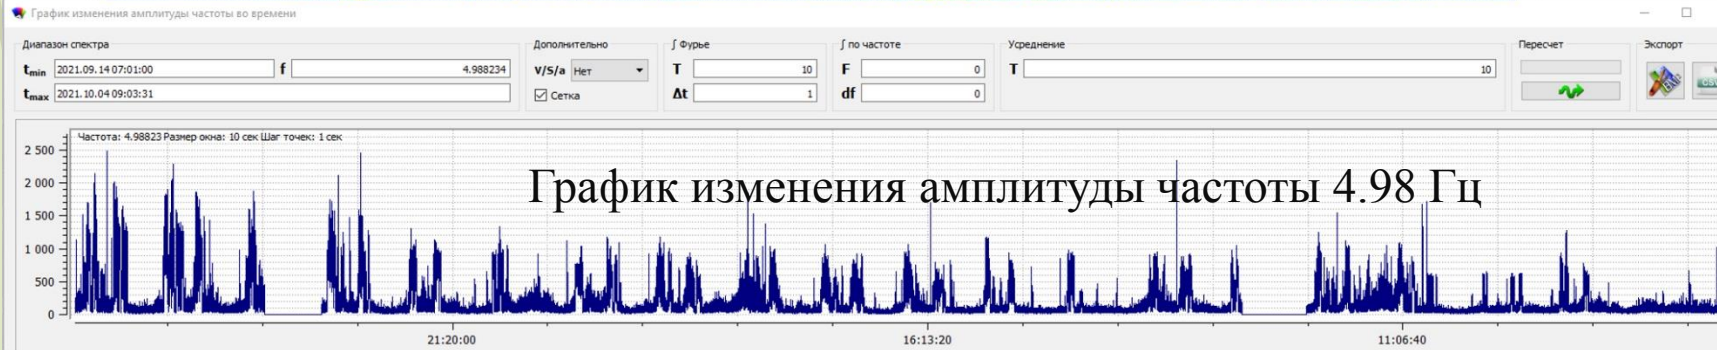 График изменения амплитуды частоты во времени
Диапазон спектра
Дополнительно
∫ Фурье
∫ по частоте
Усреднение
Пересчет
Экспорт
tmin 2021.09.14 07:01:00 f 4.988234
V/S/a Нет
T 10
F 0
T 10
tmax 2021.10.04 09:03:31
Сетка
Δt 1
df 0
Частота: 4.98823 Размер окна: 10 сек Шаг точек: 1 сек
График изменения амплитуды частоты 4.98 Гц
2 500
2 000
1 500
1 000
500
0
21:20:00
16:13:20
11:06:40